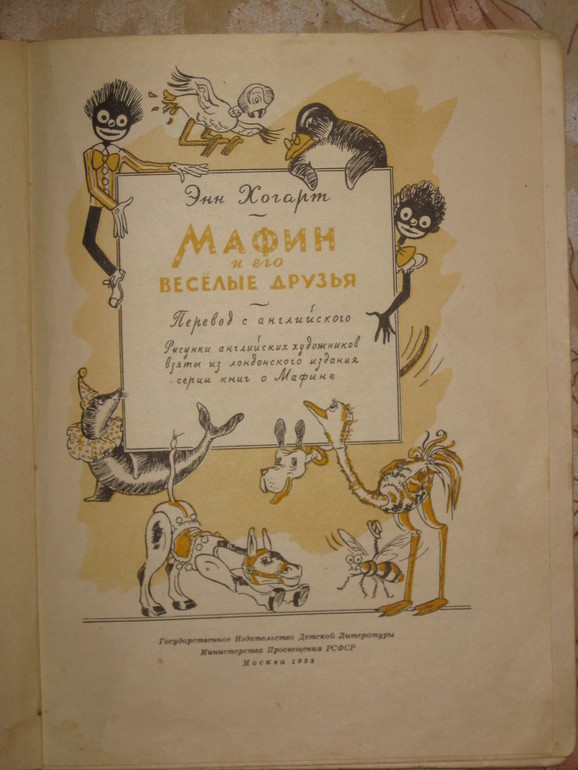 Энн Хогарт
МАФИН
и его
ВЕСЁЛЫЕ ДРУЗЬЯ
Перевод с английского
Рисунки английских художников
взяты из лондонского издания
серии книг о Мафине
Государственное Издательство Детской Литературы
Министерства Просвещения РСФСР
Москва 1958